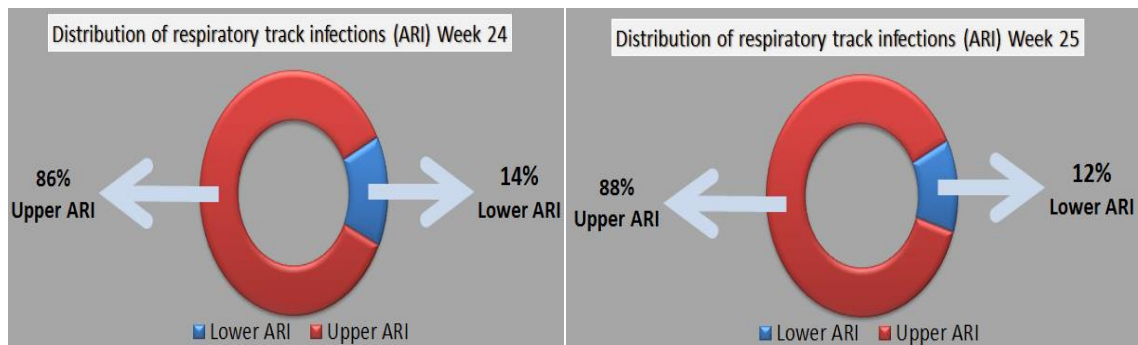 Distribution of respiratory track infections (ARI) Week 24
86%
Upper ARI
14%
Lower ARI
Lower ARI Upper ARI
Distribution of respiratory track infections (ARI) Week 25
88%
Upper ARI
12%
Lower ARI
Lower ARI Upper ARI